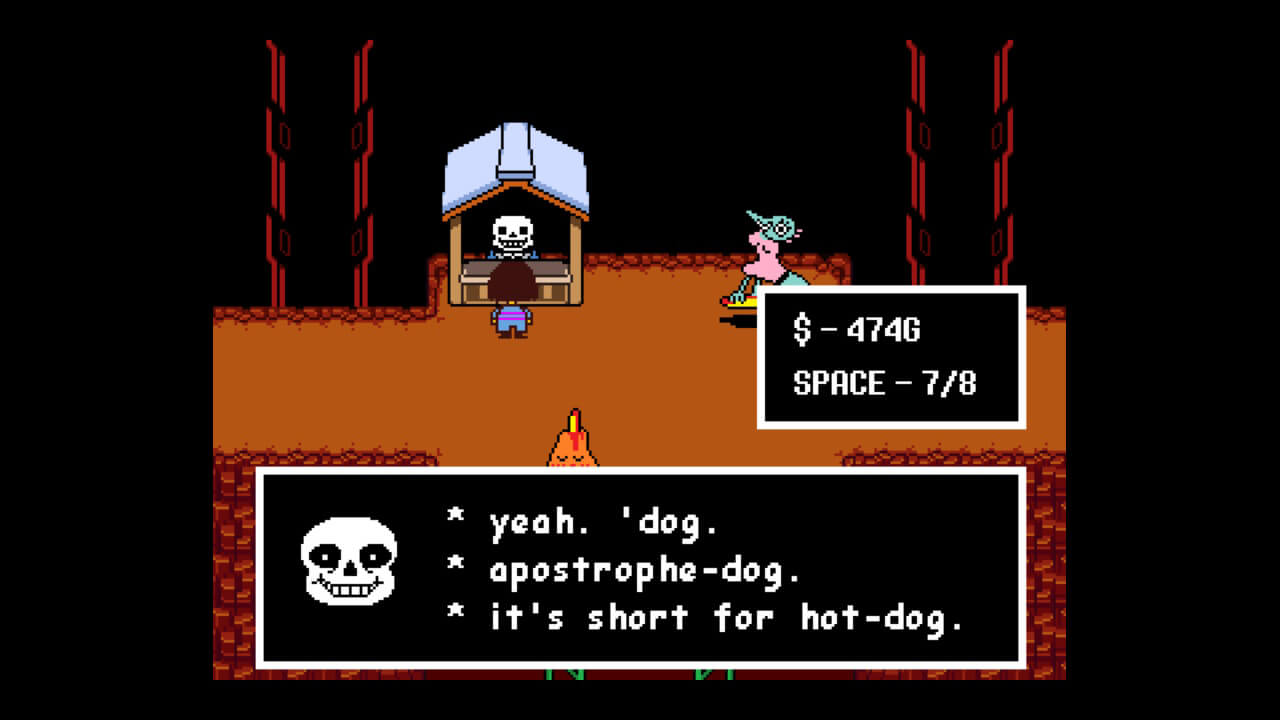 $ - 474G
SPACE - 7/8
* yeah. 'dog.
* apostrophe-dog.
* it's short for hot-dog.